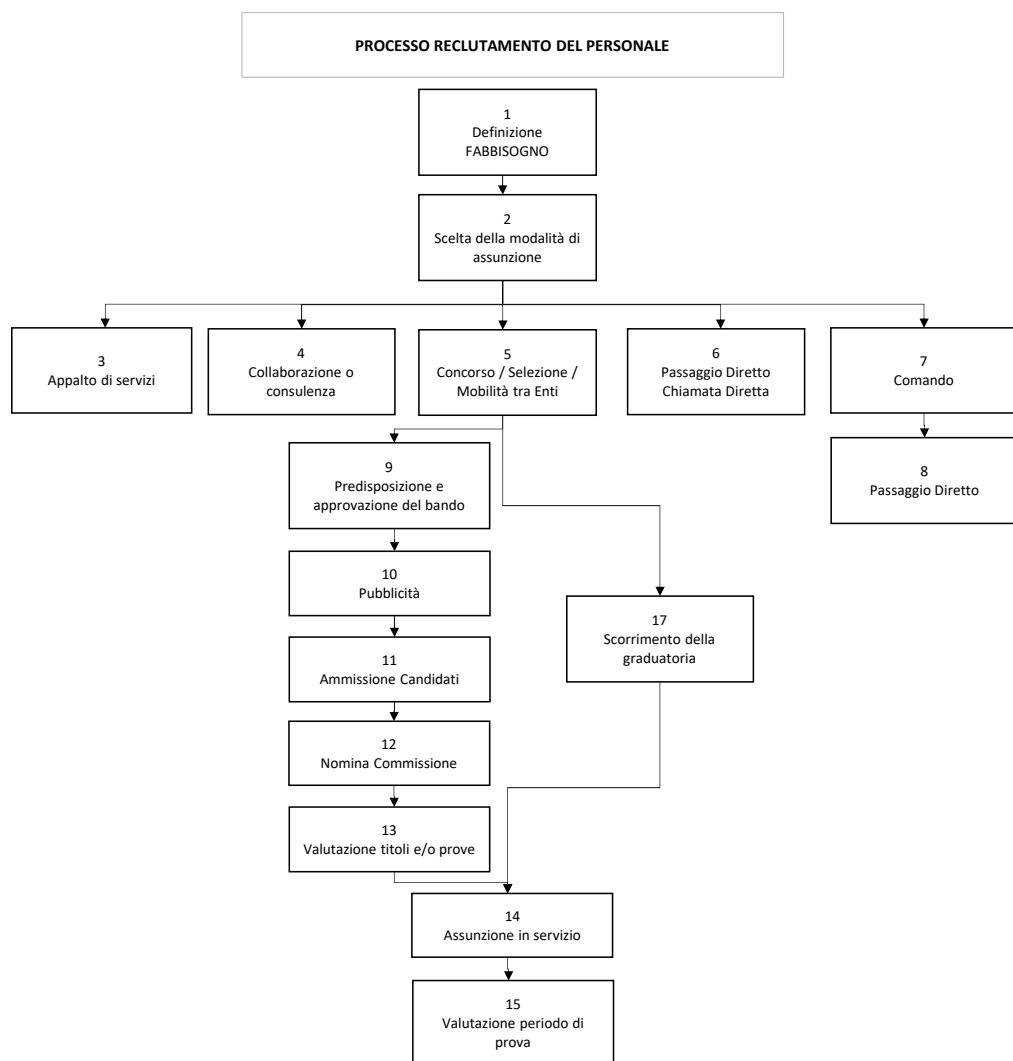 PROCESSO RECLUTAMENTO DEL PERSONALE
1
Definizione
FABBISOGNO
2
Scelta della modalità di
assunzione
3
Appalto di servizi
4
Collaborazione o
consulenza
5
Concorso / Selezione /
Mobilità tra Enti
6
Passaggio Diretto
Chiamata Diretta
7
Comando
8
Passaggio Diretto
9
Predisposizione e
approvazione del bando
10
Pubblicità
17
Scorrimento della
graduatoria
11
Ammissione Candidati
12
Nomina Commissione
13
Valutazione titoli e/o prove
14
Assunzione in servizio
15
Valutazione periodo di
prova